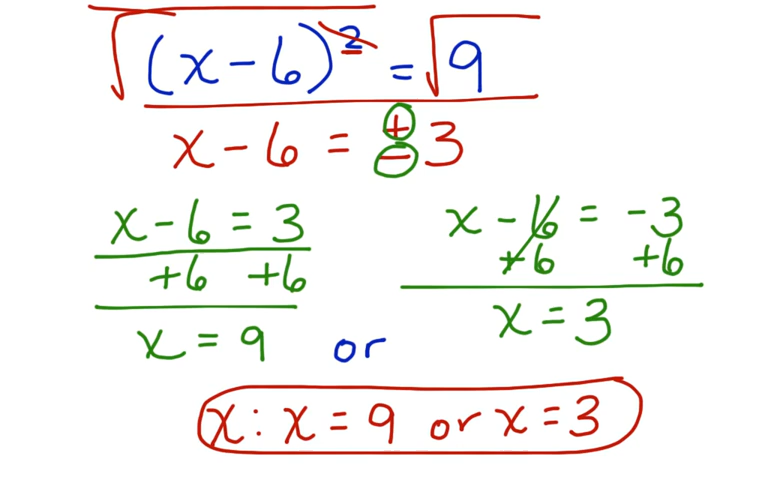 √(x-6)² = √9
x - 6 = ± 3
x - 6 = 3
+6 +6
x = 9
or
x - 6 = -3
+6 +6
x = 3
x: x = 9 or x = 3